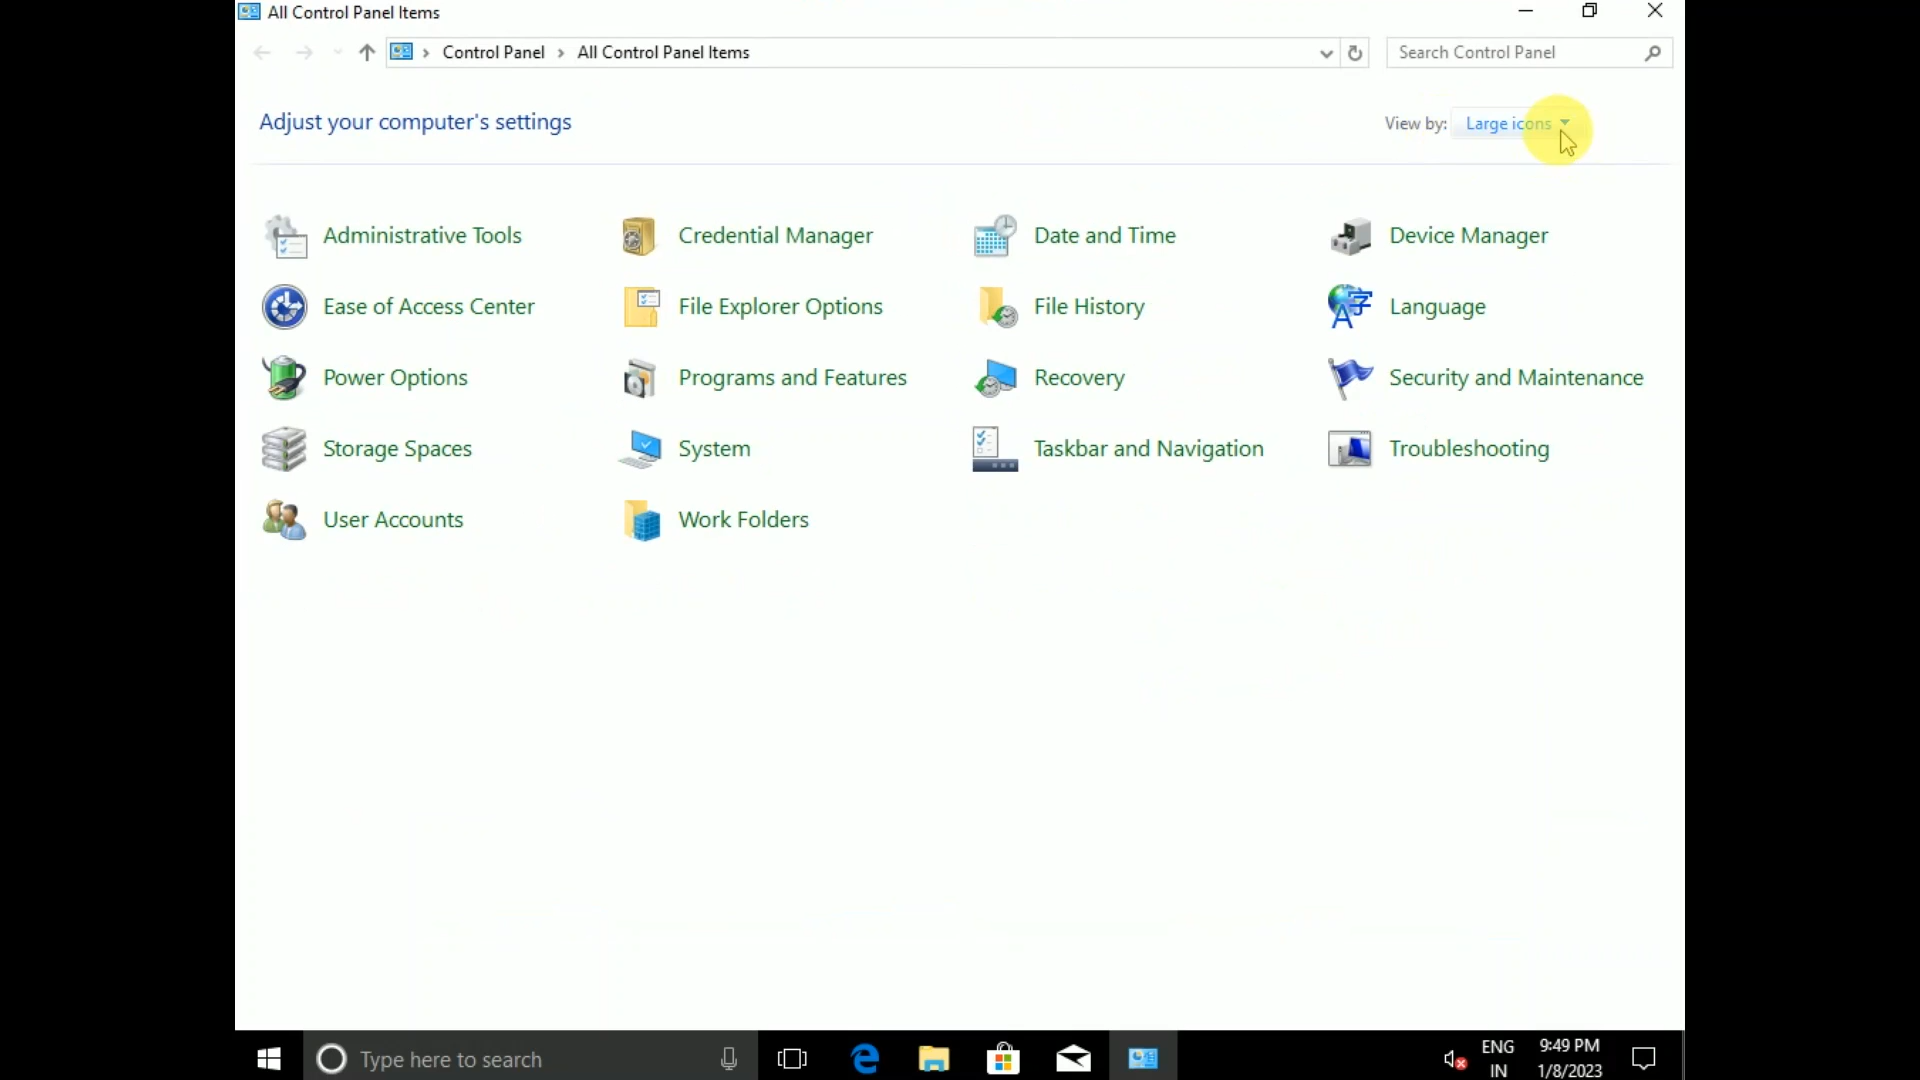 All Control Panel Items
Control Panel > All Control Panel Items
Search Control Panel
Adjust your computer's settings
View by: Large icons
Administrative Tools
Credential Manager
Date and Time
Device Manager
Ease of Access Center
File Explorer Options
File History
Language
Power Options
Programs and Features
Recovery
Security and Maintenance
Storage Spaces
System
Taskbar and Navigation
Troubleshooting
User Accounts
Work Folders
Type here to search
ENG
IN
9:49 PM
1/8/2023